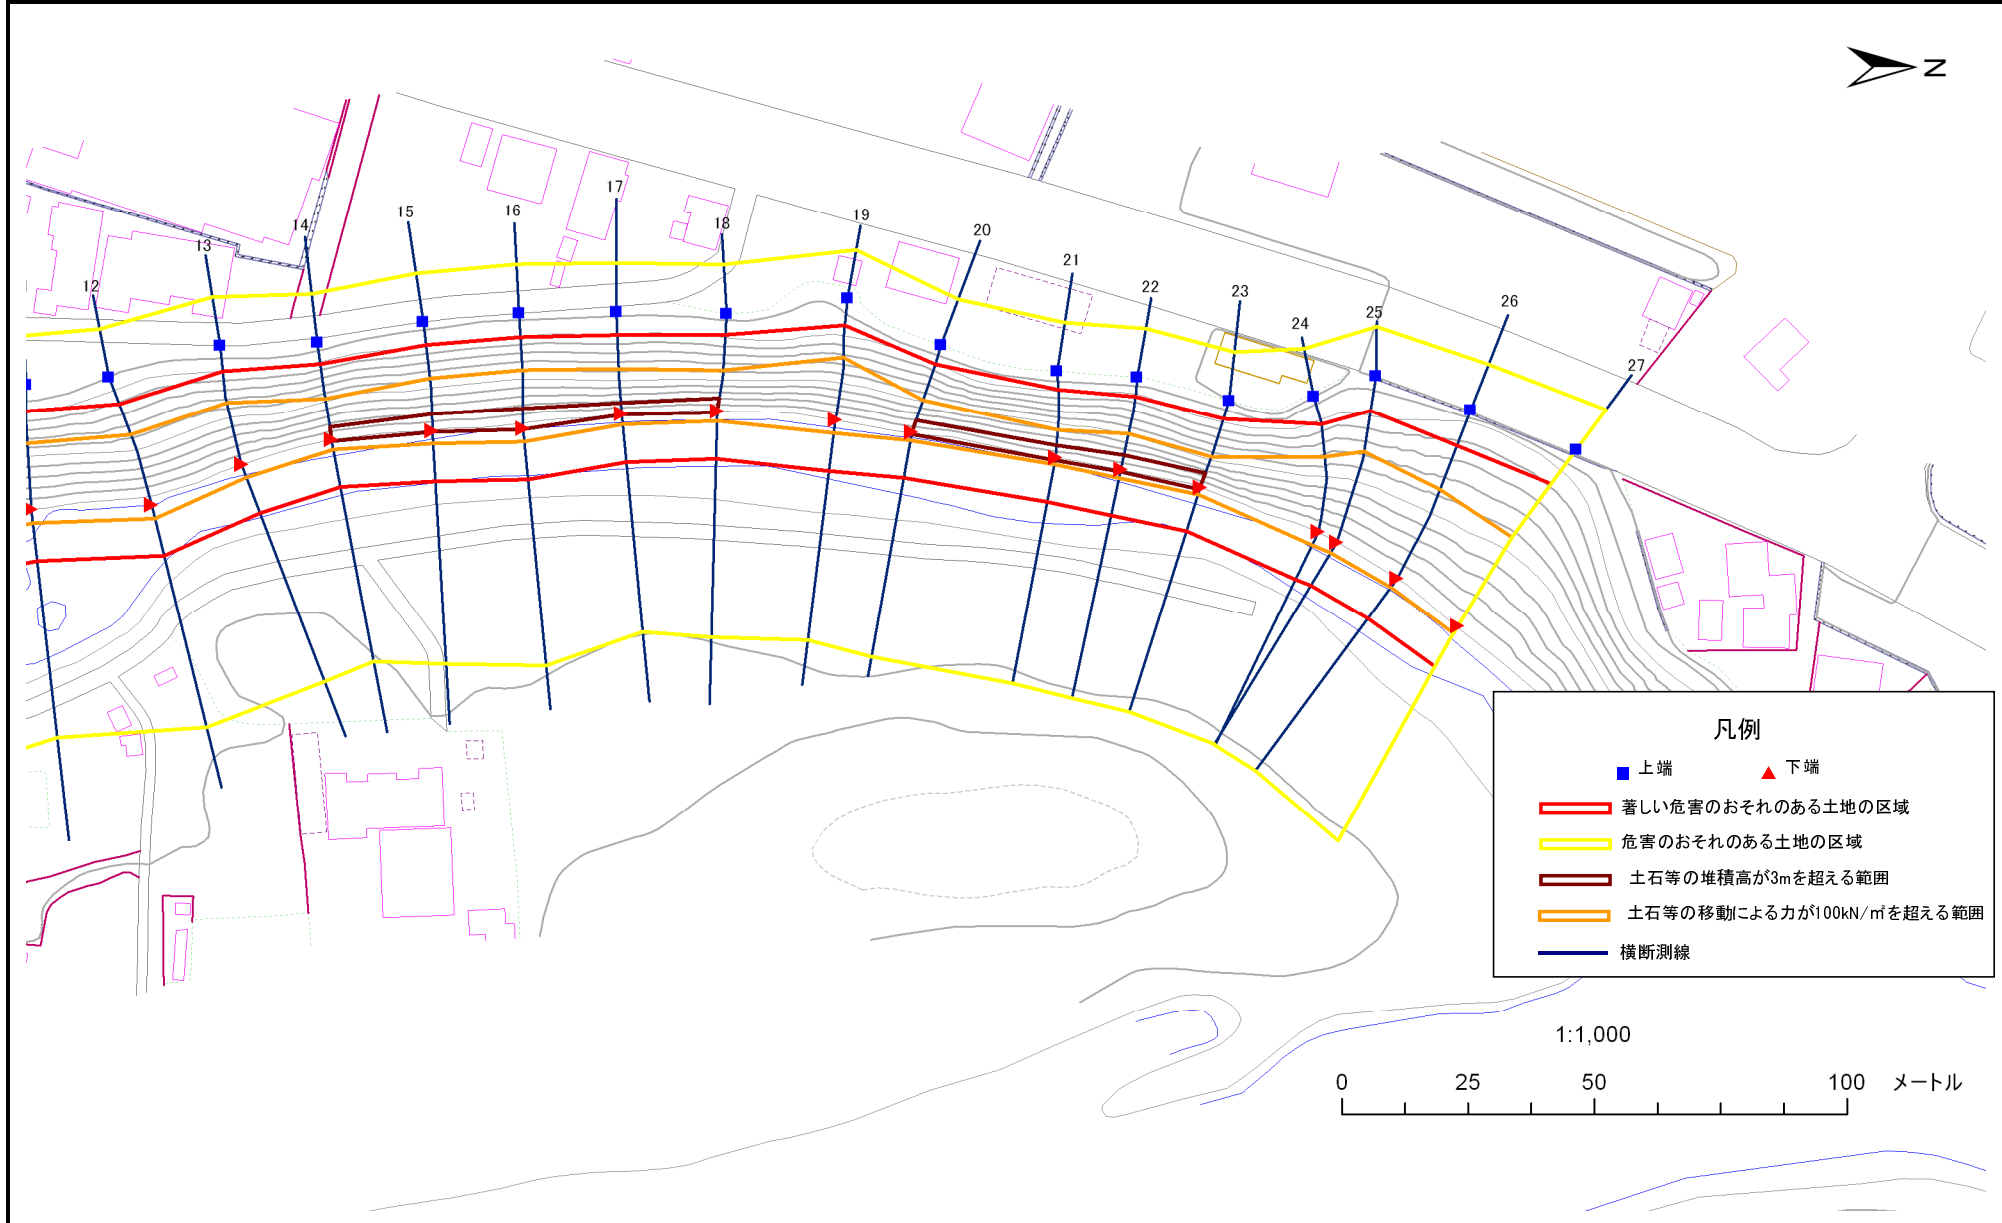 N
12
13
14
15
16
17
18
19
20
21
22
23
24
25
26
27
凡例
上端
下端
著しい危害のおそれのある土地の区域
危害のおそれのある土地の区域
土石等の堆積高が3mを超える範囲
土石等の移動による力が100kN/㎡を超える範囲
横断測線
1:1,000
0 25 50 100 メートル